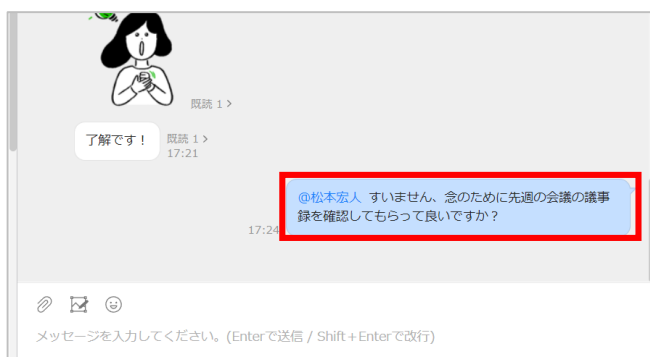 既読 1 >
了解です！
既読 1 >
17:21
@松本宏人 すいません、念のために先週の会議の議事
録を確認してもらって良いですか？
17:24
メッセージを入力してください。(Enterで送信 / Shift+Enterで改行)